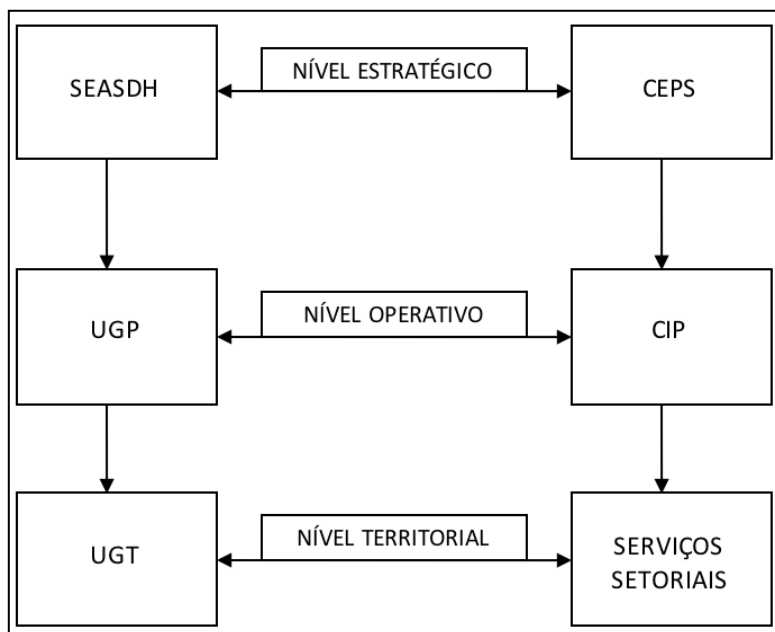 SEASDH
NÍVEL ESTRATÉGICO
CEPS
UGP
NÍVEL OPERATIVO
CIP
UGT
NÍVEL TERRITORIAL
SERVIÇOS
SETORIAIS